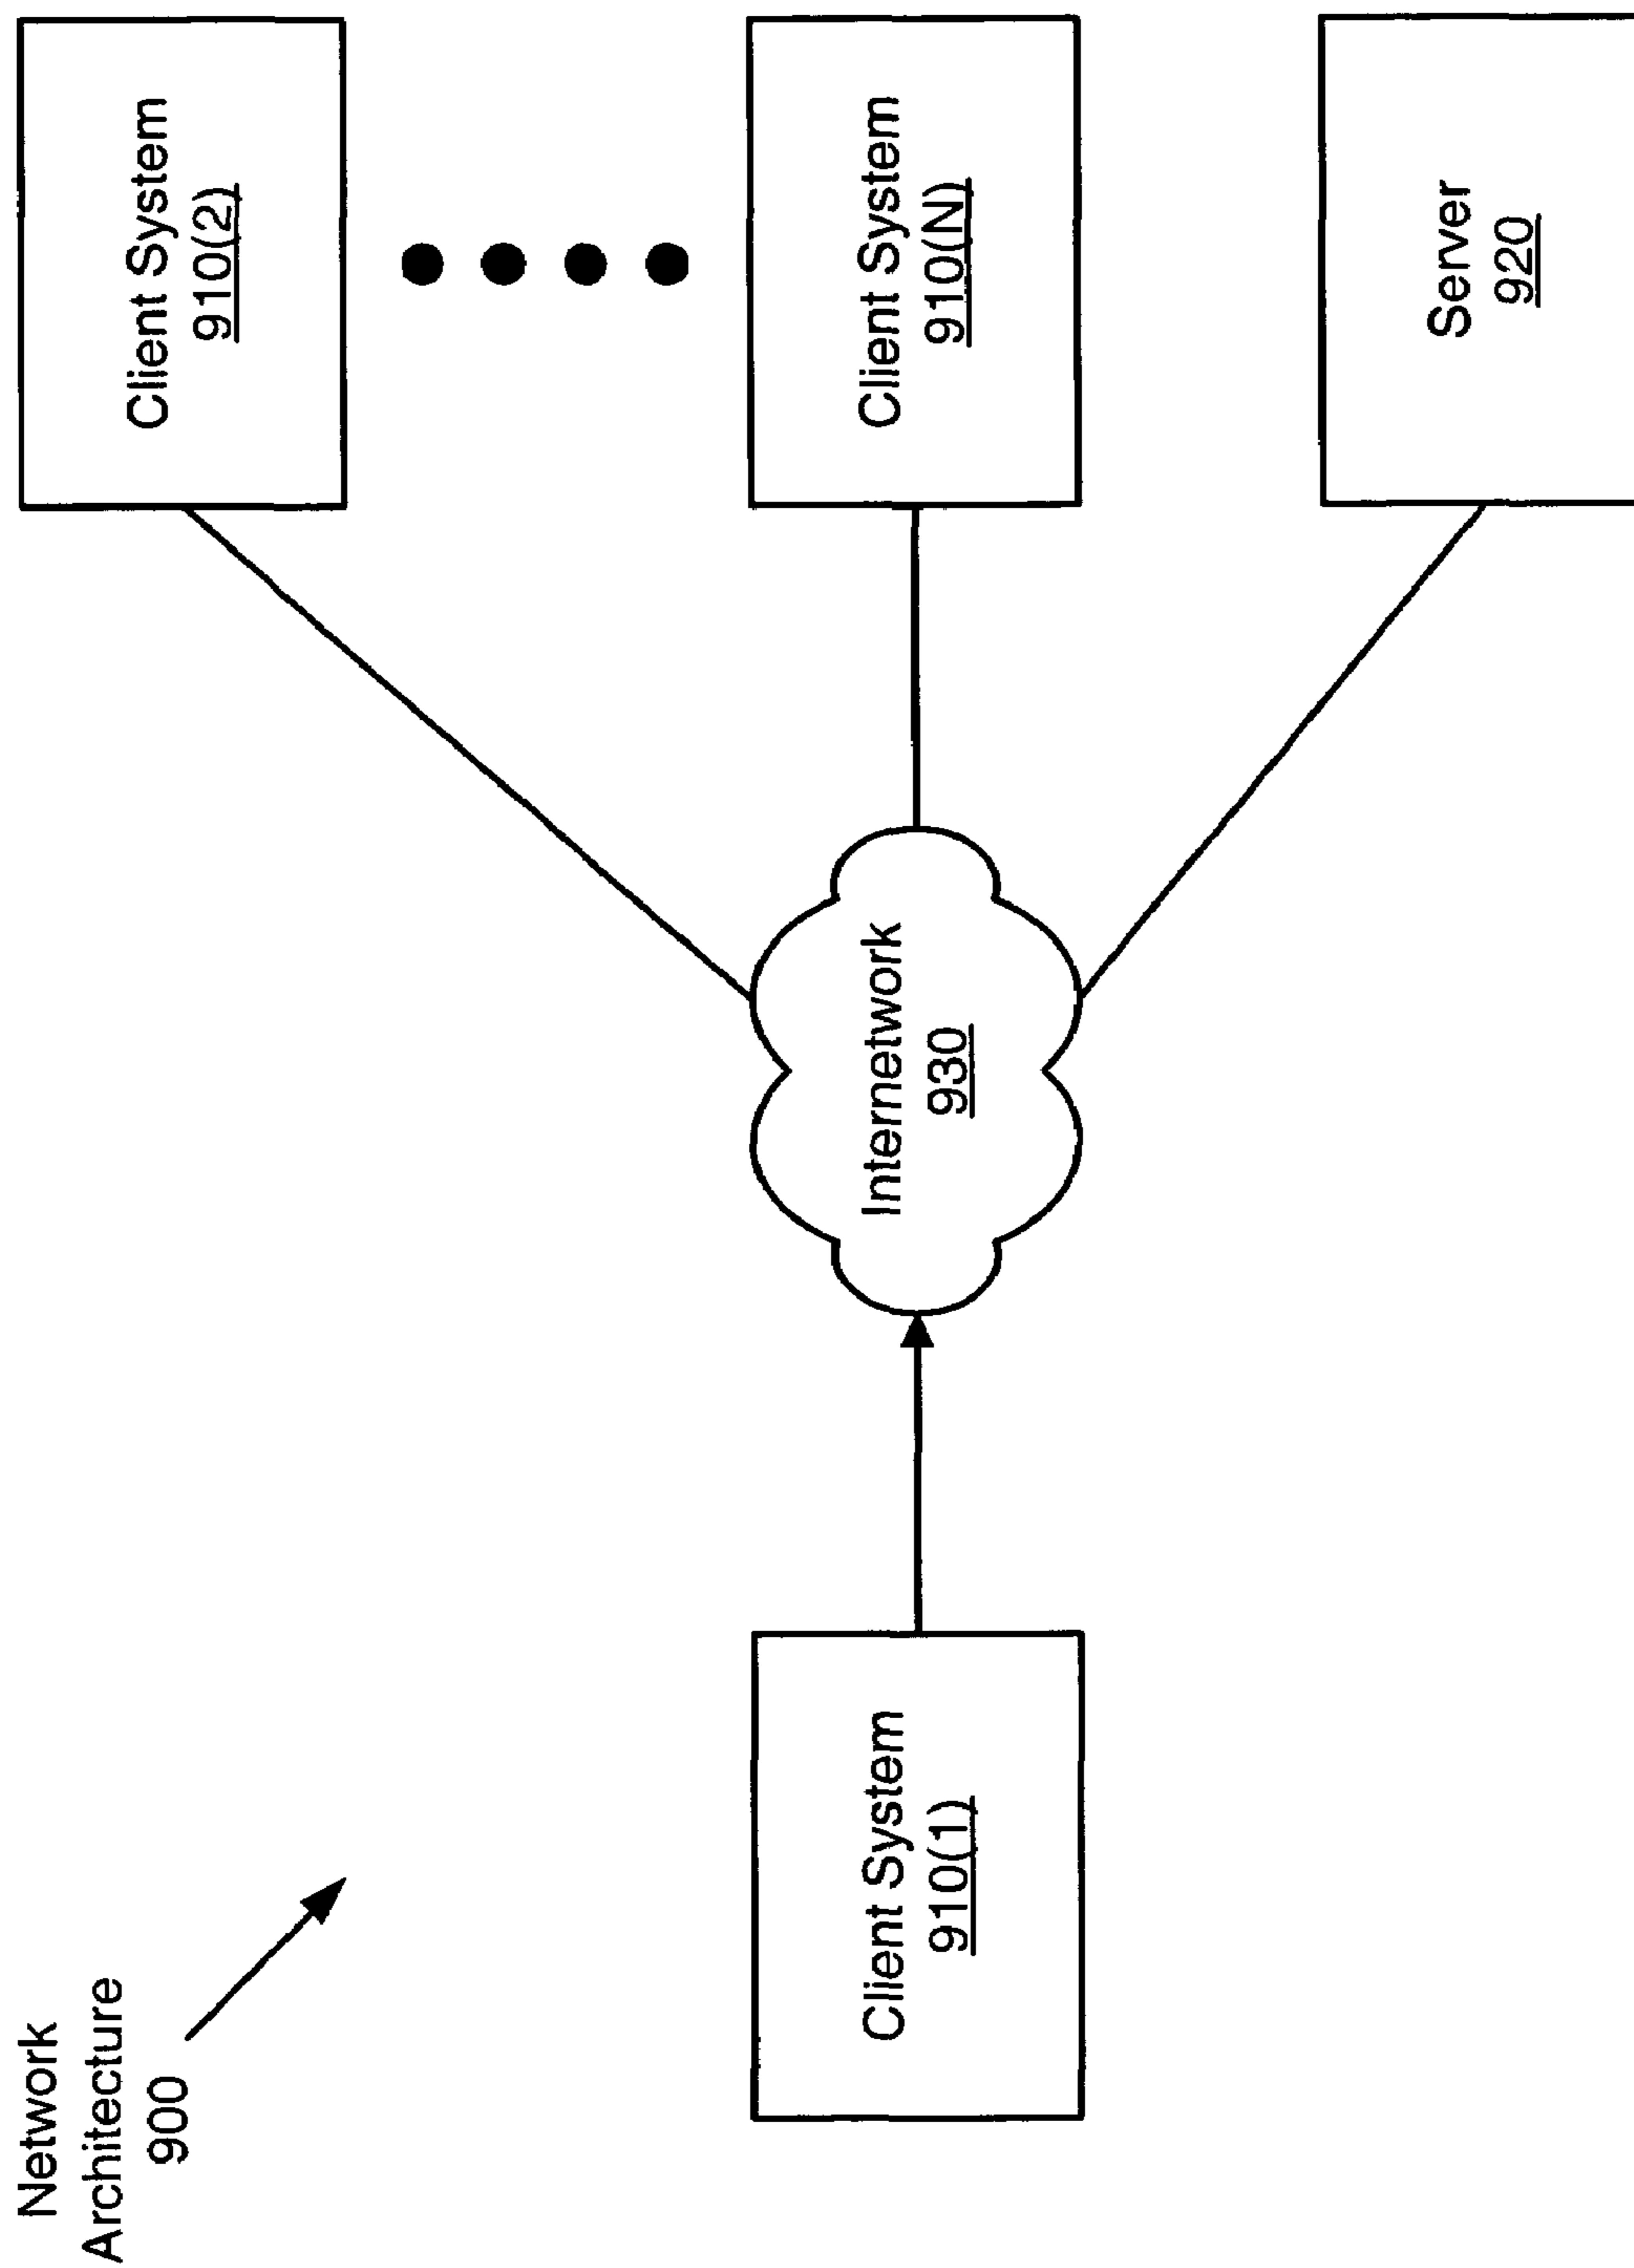 Network
Architecture
900
Client System
910(1)
Internetwork
930
Client System
910(2)
Client System
910(N)
Server
920